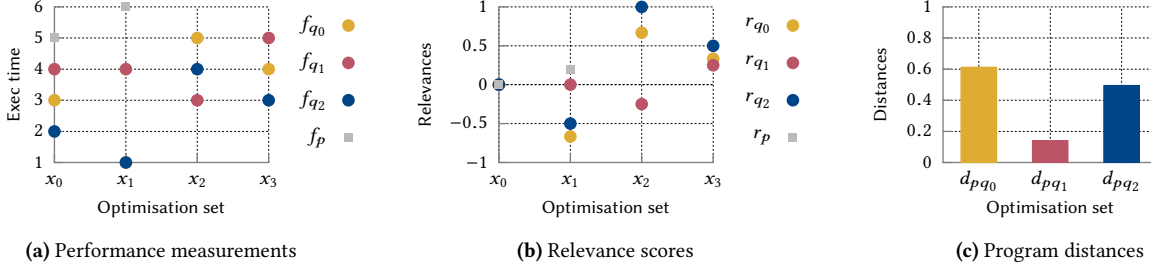 6
5
4
3
2
1
Exec time
x0 x1 x2 x3
Optimisation set
fq0
fq1
fq2
fp
(a) Performance measurements
1
0.5
0
−0.5
−1
Relevances
x0 x1 x2 x3
Optimisation set
rq0
rq1
rq2
rp
(b) Relevance scores
1
0.8
0.6
0.4
0.2
0
Distances
dpq0 dpq1 dpq2
Optimisation set
(c) Program distances